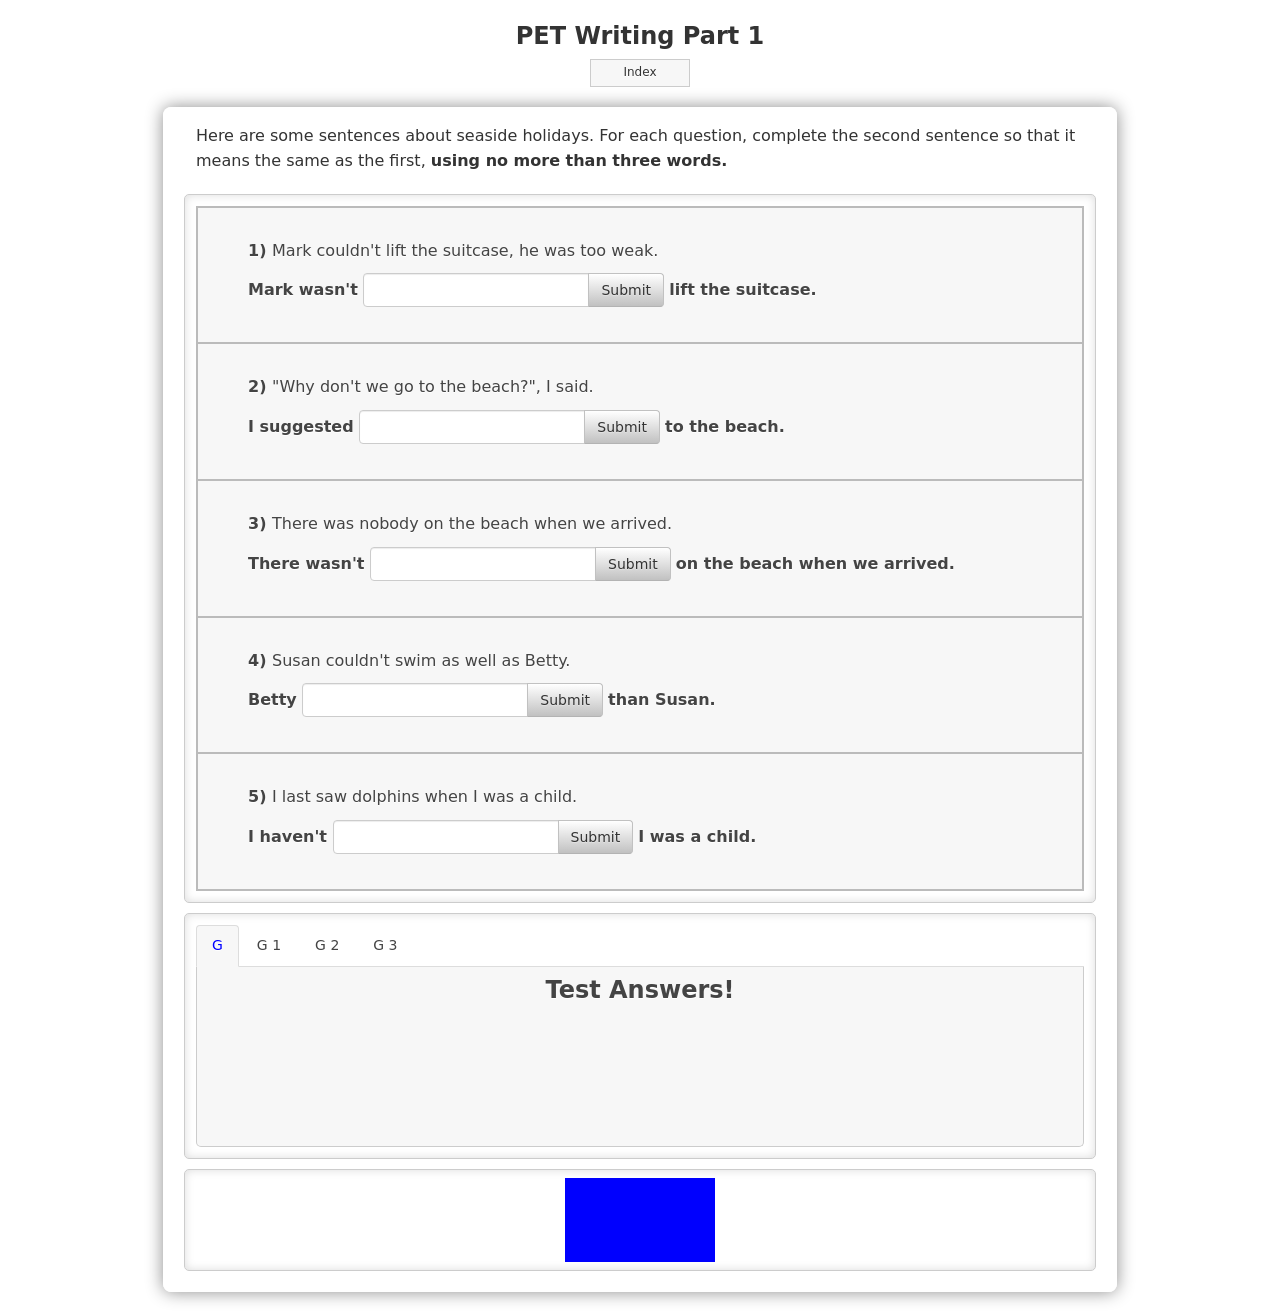 PET Writing Part 1
Index
Here are some sentences about seaside holidays. For each question, complete the second sentence so that it
means the same as the first, using no more than three words.
1) Mark couldn't lift the suitcase, he was too weak.
Mark wasn't Submit lift the suitcase.
2) "Why don't we go to the beach?", I said.
I suggested Submit to the beach.
3) There was nobody on the beach when we arrived.
There wasn't Submit on the beach when we arrived.
4) Susan couldn't swim as well as Betty.
Betty Submit than Susan.
5) I last saw dolphins when I was a child.
I haven't Submit I was a child.
G G 1 G 2 G 3
Test Answers!